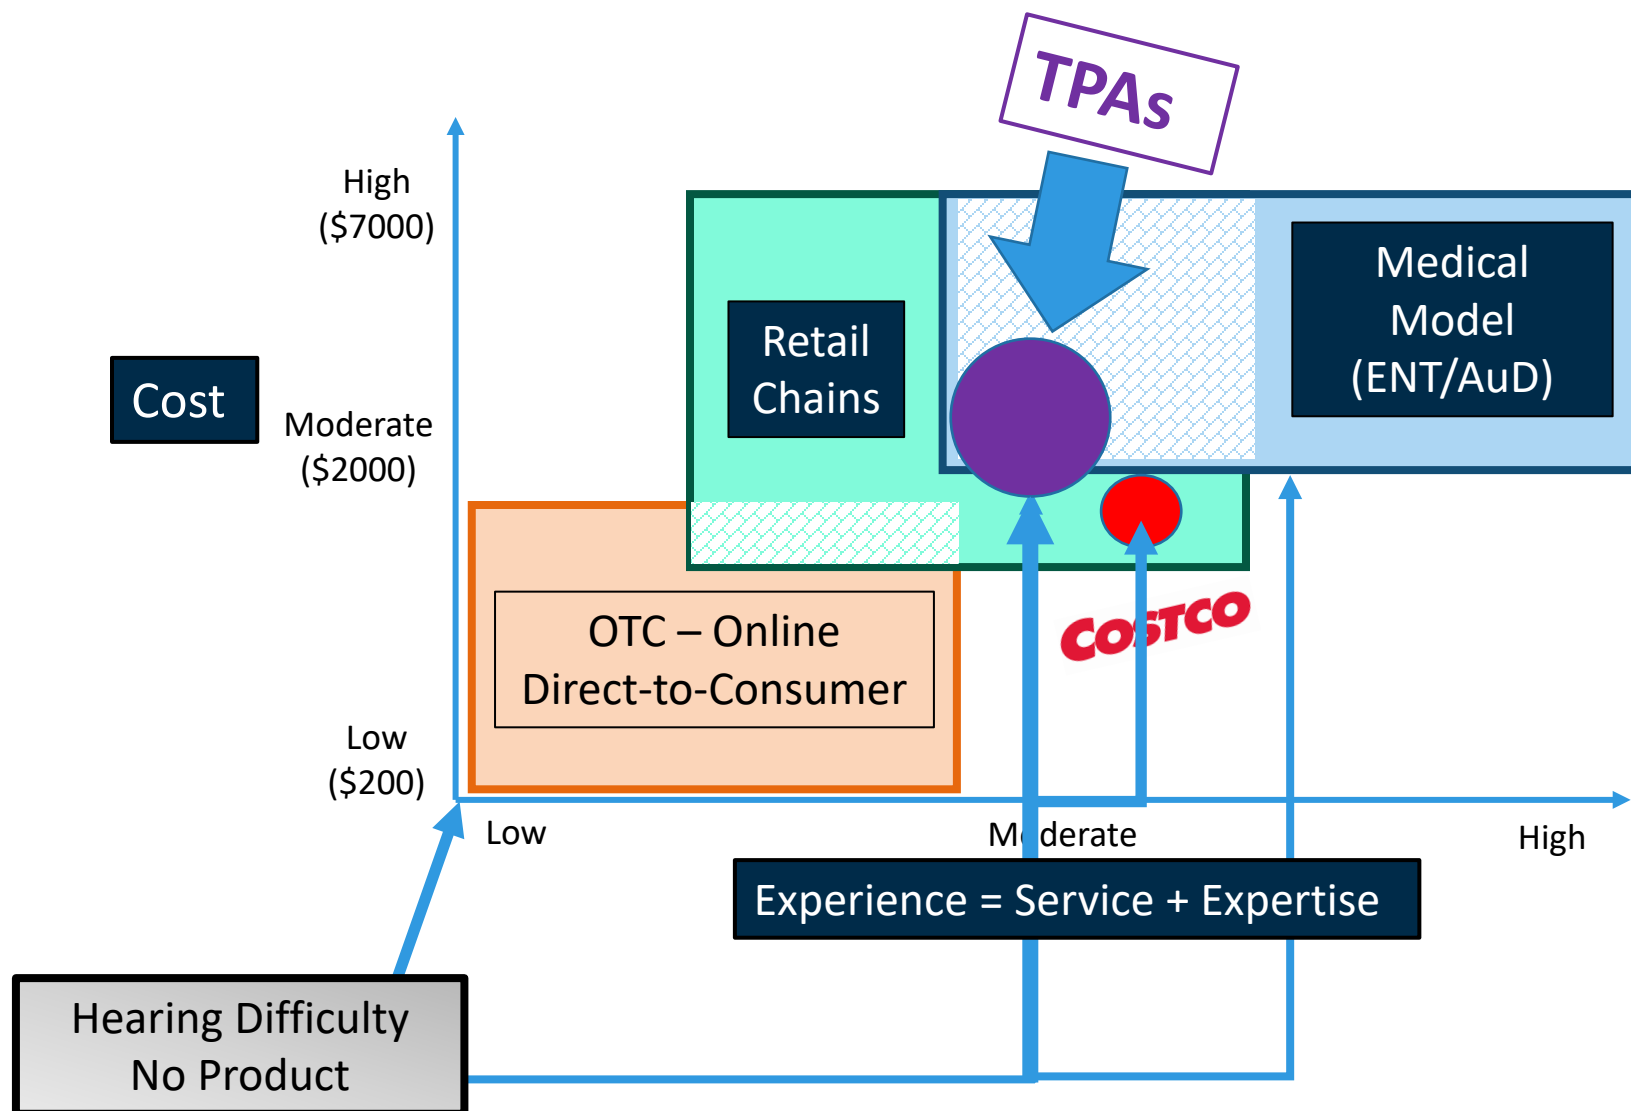 TPAs
High
($7000)
Medical
Model
(ENT/AuD)
Retail
Chains
Cost
Moderate
($2000)
OTC – Online
Direct-to-Consumer
COSTCO
Low
($200)
Low
Moderate
High
Experience = Service + Expertise
Hearing Difficulty
No Product